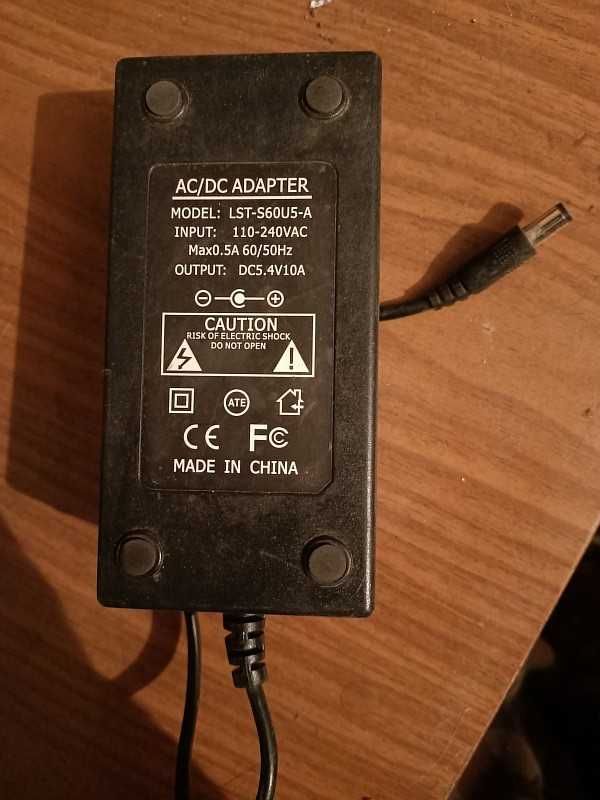 AC/DC ADAPTER
MODEL: LST-S60U5-A
INPUT: 110-240VAC
Max0.5A 60/50Hz
OUTPUT: DC5.4V10A
CAUTION
RISK OF ELECTRIC SHOCK
DO NOT OPEN
ATE
CE FC
MADE IN CHINA